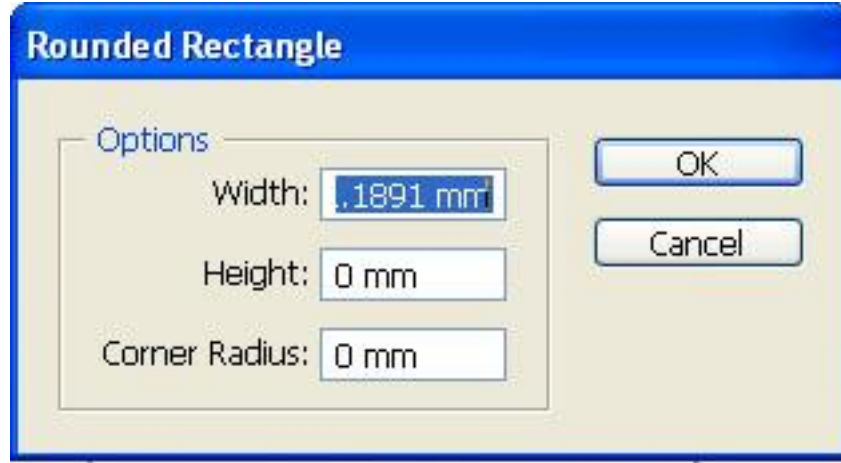 Rounded Rectangle
Options
Width: .1891 mm
Height: 0 mm
Corner Radius: 0 mm
OK
Cancel